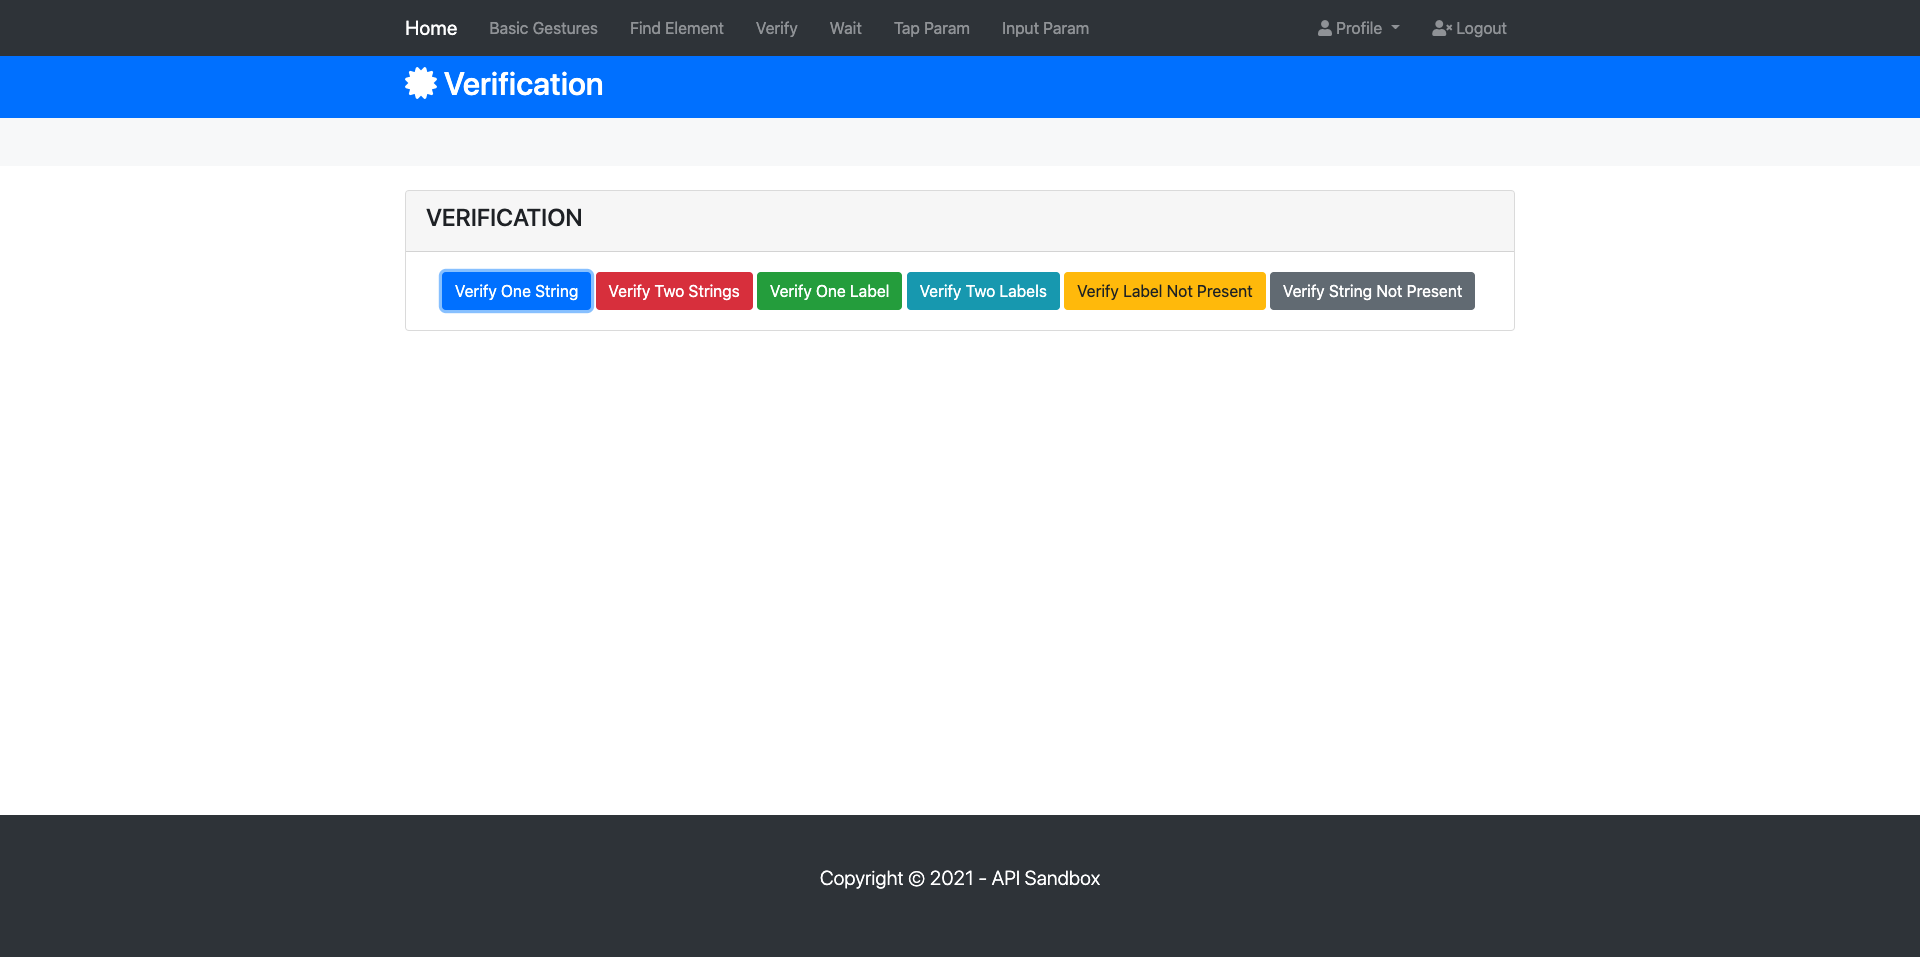 Home Basic Gestures Find Element Verify Wait Tap Param Input Param Profile Logout
Verification
VERIFICATION
Verify One String Verify Two Strings Verify One Label Verify Two Labels Verify Label Not Present Verify String Not Present
Copyright © 2021 - API Sandbox